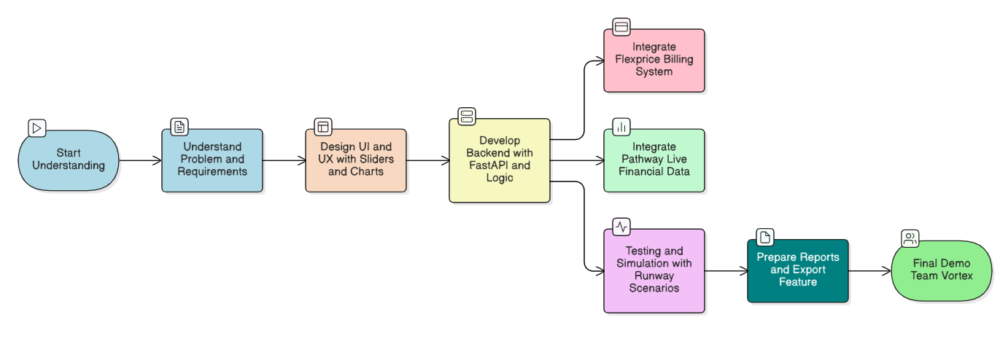 Start
Understanding
Understand
Problem and
Requirements
Design UI and
UX with Sliders
and Charts
Develop
Backend with
FastAPI and
Logic
Integrate
Flexprice Billing
System
Integrate
Pathway Live
Financial Data
Testing and
Simulation with
Runway
Scenarios
Prepare Reports
and Export
Feature
Final Demo
Team Vortex